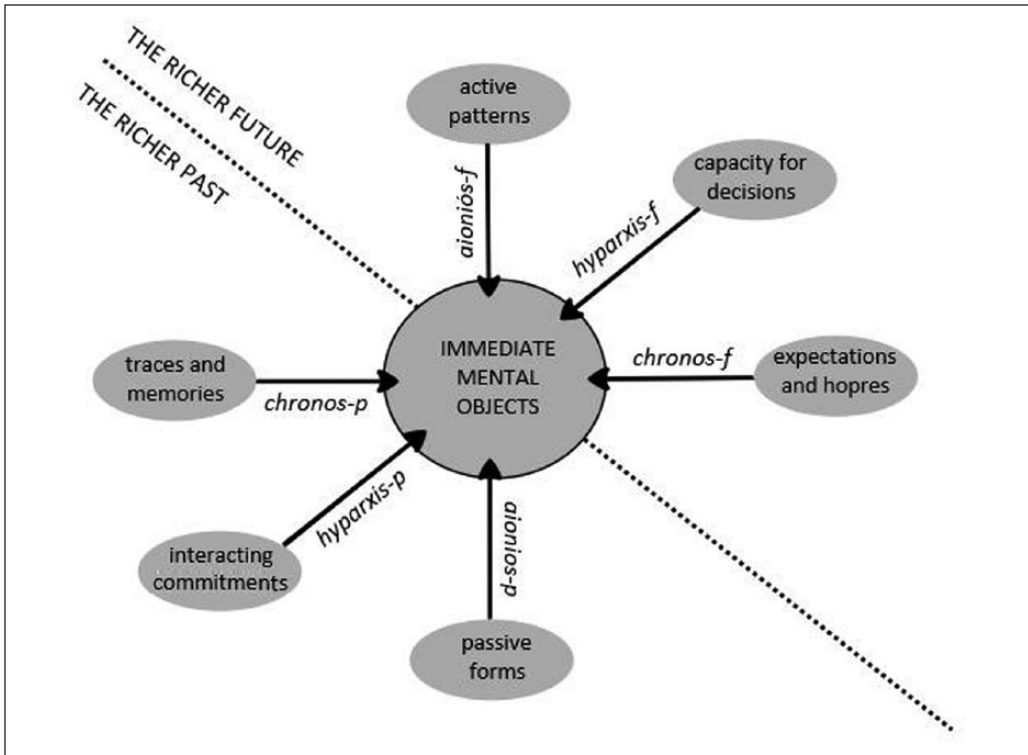 THE RICHER FUTURE
THE RICHER PAST
active
patterns
aioniós-f
capacity for
decisions
hyparxis-f
traces and
memories
chronos-p
IMMEDIATE
MENTAL
OBJECTS
chronos-f
expectations
and hopres
hyparxis-p
aionios-p
interacting
commitments
passive
forms